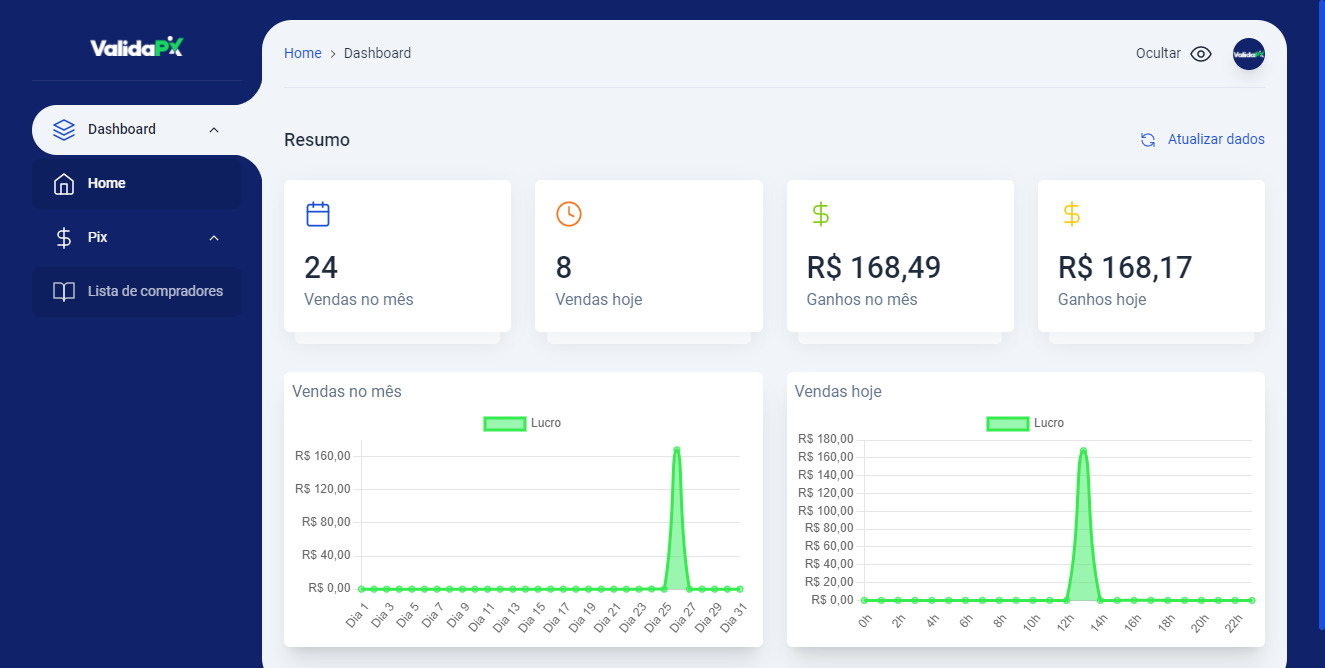 ValidaPix
Home > Dashboard
Ocultar
ValidaPix
Dashboard
Home
Pix
Lista de compradores
Resumo
Atualizar dados
24
Vendas no mês
8
Vendas hoje
R$ 168,49
Ganhos no mês
R$ 168,17
Ganhos hoje
Vendas no mês
Lucro
R$ 160,00
R$ 120,00
R$ 80,00
R$ 40,00
R$ 0,00
Dia 1 Dia 3 Dia 5 Dia 7 Dia 9 Dia 11 Dia 13 Dia 15 Dia 17 Dia 19 Dia 21 Dia 23 Dia 25 Dia 27 Dia 29 Dia 31
Vendas hoje
Lucro
R$ 180,00
R$ 160,00
R$ 140,00
R$ 120,00
R$ 100,00
R$ 80,00
R$ 60,00
R$ 40,00
R$ 20,00
R$ 0,00
0h 2h 4h 6h 8h 10h 12h 14h 16h 18h 20h 22h